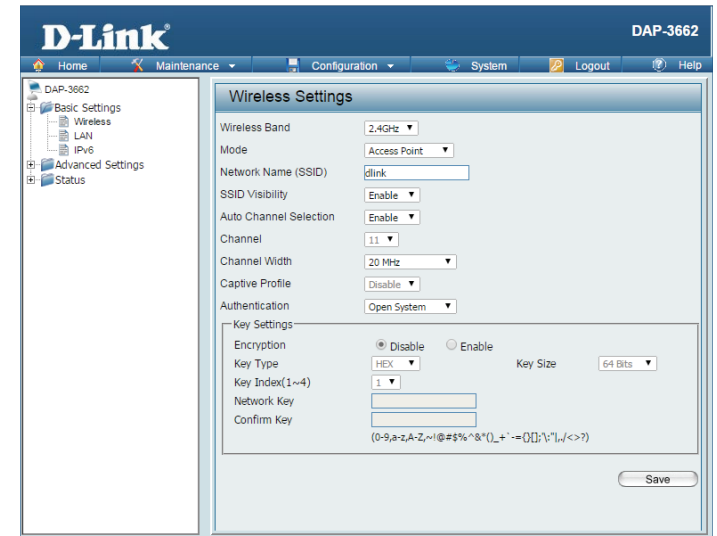 D-Link®
DAP-3662
Home Maintenance Configuration System Logout Help
DAP-3662
Basic Settings
Wireless
LAN
IPv6
Advanced Settings
Status
Wireless Settings
Wireless Band 2.4GHz
Mode Access Point
Network Name (SSID) dlink
SSID Visibility Enable
Auto Channel Selection Enable
Channel 11
Channel Width 20 MHz
Captive Profile Disable
Authentication Open System
Key Settings
Encryption Disable Enable
Key Type HEX Key Size 64 Bits
Key Index(1~4) 1
Network Key
Confirm Key
(0-9,a-z,A-Z,~!@#$%^&*()_+`-={}[];'\:"|,./<>?)
Save